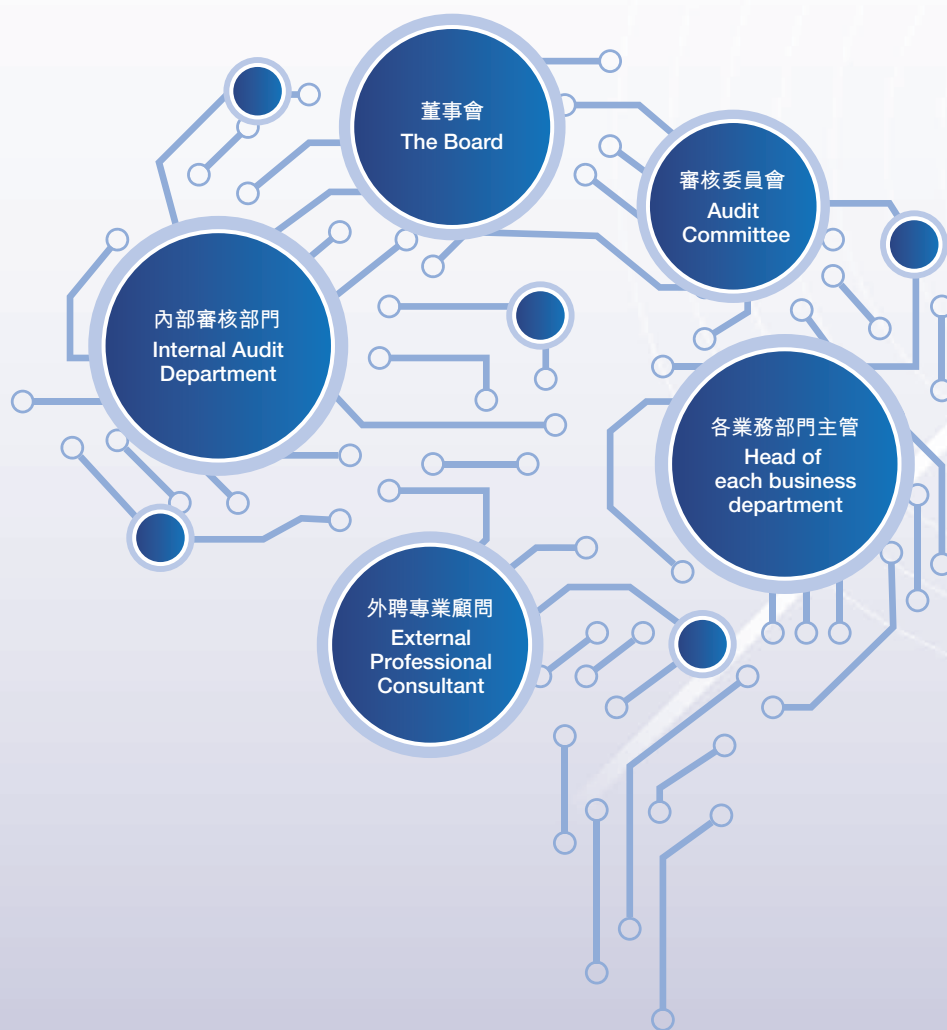 董事會
The Board
審核委員會
Audit
Committee
內部審核部門
Internal Audit
Department
各業務部門主管
Head of
each business
department
外聘專業顧問
External
Professional
Consultant